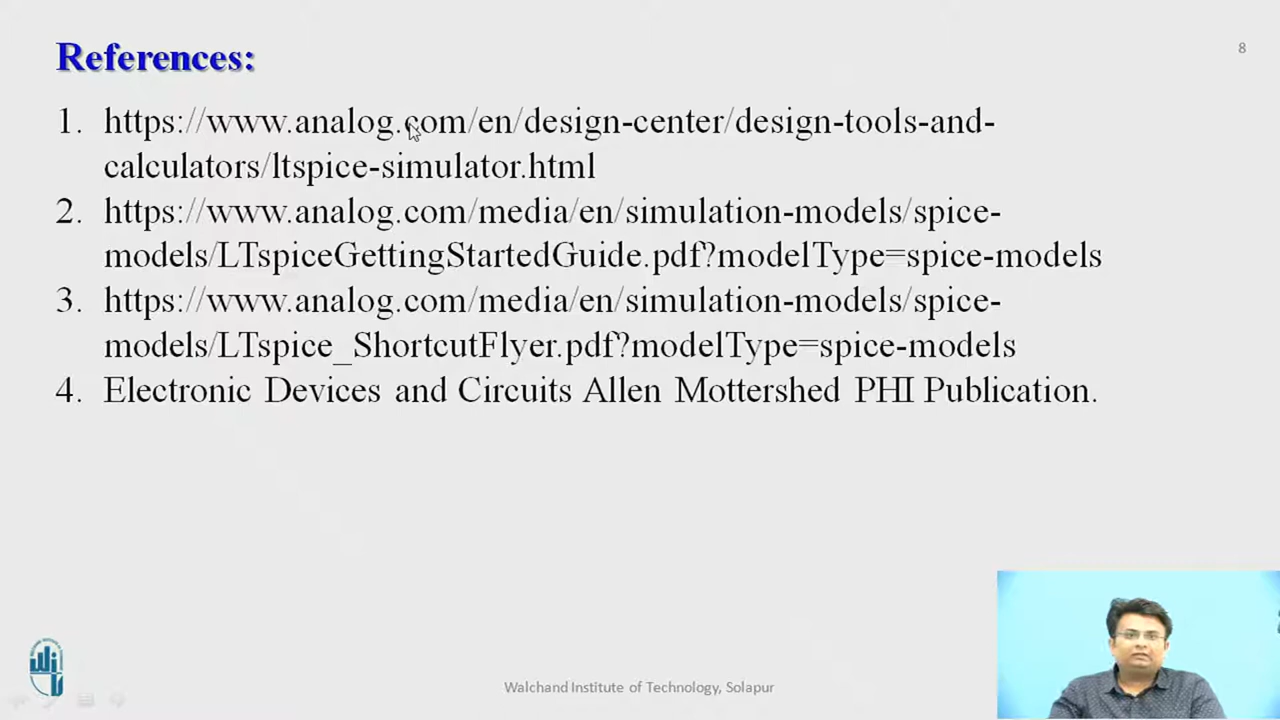 References:
8
1. https://www.analog.com/en/design-center/design-tools-and-
calculators/ltspice-simulator.html
2. https://www.analog.com/media/en/simulation-models/spice-
models/LTspiceGettingStartedGuide.pdf?modelType=spice-models
3. https://www.analog.com/media/en/simulation-models/spice-
models/LTspice_ShortcutFlyer.pdf?modelType=spice-models
4. Electronic Devices and Circuits Allen Mottershed PHI Publication.
Walchand Institute of Technology, Solapur